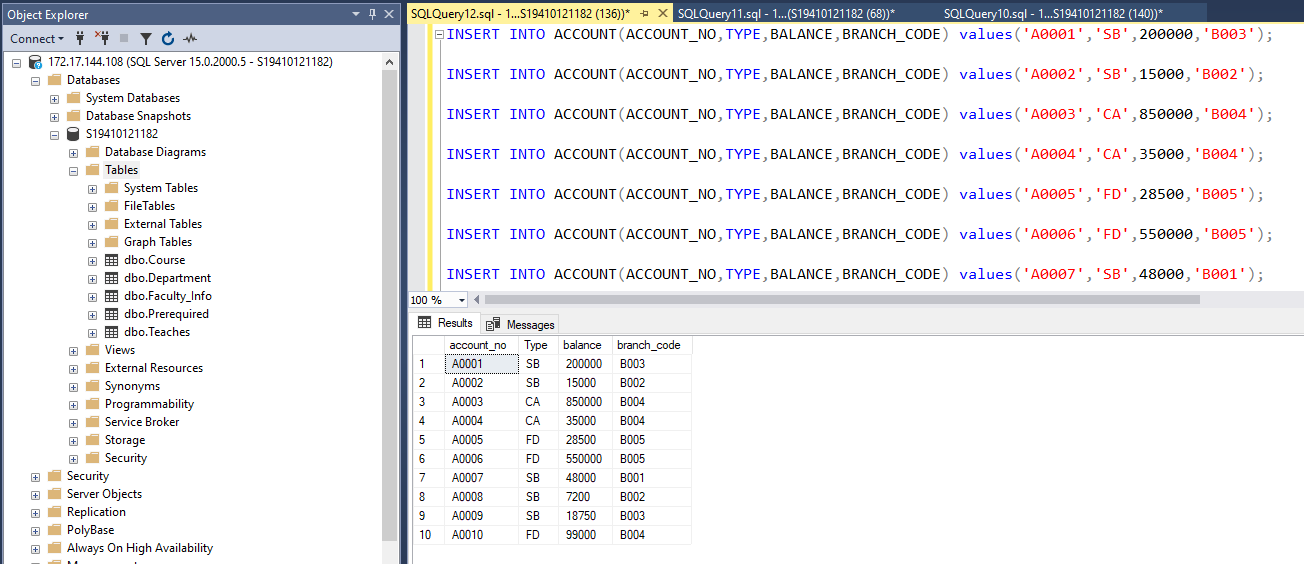 Object Explorer
Connect
172.17.144.108 (SQL Server 15.0.2000.5 - S19410121182)
Databases
System Databases
Database Snapshots
S19410121182
Database Diagrams
Tables
System Tables
FileTables
External Tables
Graph Tables
dbo.Course
dbo.Department
dbo.Faculty_Info
dbo.Prerequired
dbo.Teaches
Views
External Resources
Synonyms
Programmability
Service Broker
Storage
Security
Security
Server Objects
Replication
PolyBase
Always On High Availability
SQLQuery12.sql - 1...S19410121182 (136))* SQLQuery11.sql - 1...(S19410121182 (68))* SQLQuery10.sql - 1...S19410121182 (140))*
INSERT INTO ACCOUNT(ACCOUNT_NO,TYPE,BALANCE,BRANCH_CODE) values('A0001','SB',200000,'B003');
INSERT INTO ACCOUNT(ACCOUNT_NO,TYPE,BALANCE,BRANCH_CODE) values('A0002','SB',15000,'B002');
INSERT INTO ACCOUNT(ACCOUNT_NO,TYPE,BALANCE,BRANCH_CODE) values('A0003','CA',850000,'B004');
INSERT INTO ACCOUNT(ACCOUNT_NO,TYPE,BALANCE,BRANCH_CODE) values('A0004','CA',35000,'B004');
INSERT INTO ACCOUNT(ACCOUNT_NO,TYPE,BALANCE,BRANCH_CODE) values('A0005','FD',28500,'B005');
INSERT INTO ACCOUNT(ACCOUNT_NO,TYPE,BALANCE,BRANCH_CODE) values('A0006','FD',550000,'B005');
INSERT INTO ACCOUNT(ACCOUNT_NO,TYPE,BALANCE,BRANCH_CODE) values('A0007','SB',48000,'B001');
100 %
Results Messages
account_no Type balance branch_code
1 A0001 SB 200000 B003
2 A0002 SB 15000 B002
3 A0003 CA 850000 B004
4 A0004 CA 35000 B004
5 A0005 FD 28500 B005
6 A0006 FD 550000 B005
7 A0007 SB 48000 B001
8 A0008 SB 7200 B002
9 A0009 SB 18750 B003
10 A0010 FD 99000 B004